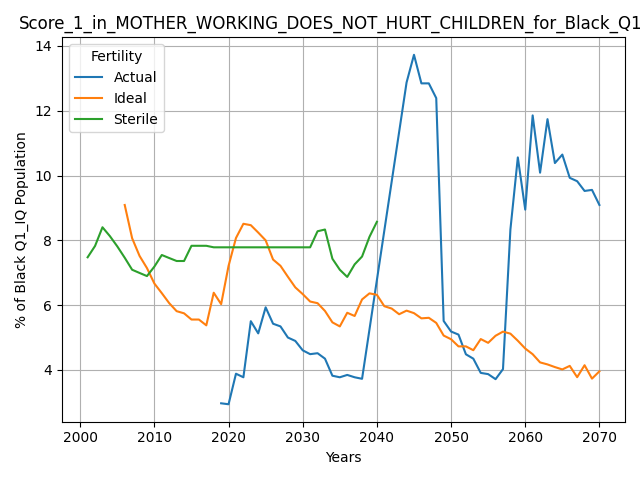 Score_1_in_MOTHER_WORKING_DOES_NOT_HURT_CHILDREN_for_Black_Q1
Fertility
Actual
Ideal
Sterile
14
12
10
8
6
4
% of Black Q1_IQ Population
2000 2010 2020 2030 2040 2050 2060 2070
Years